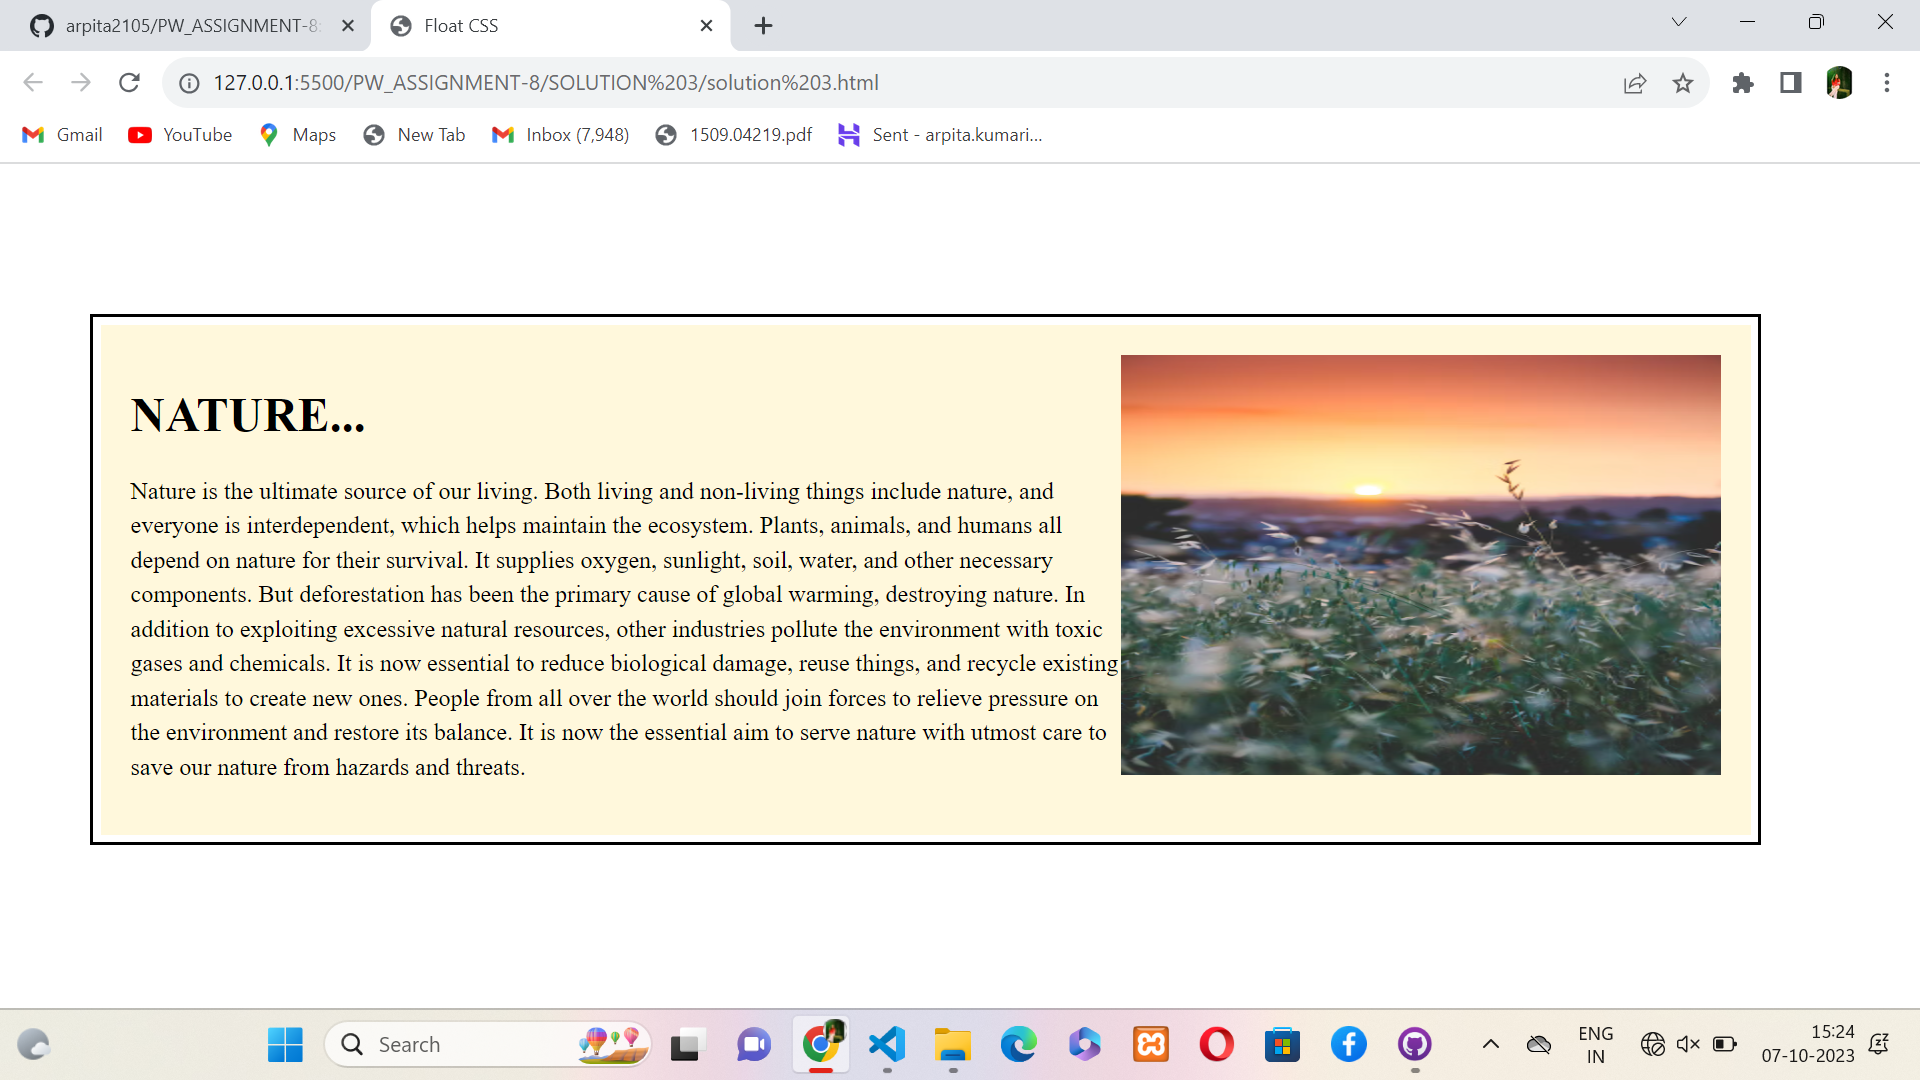 arpita2105/PW_ASSIGNMENT-8
Float CSS
127.0.0.1:5500/PW_ASSIGNMENT-8/SOLUTION%203/solution%203.html
Gmail
YouTube
Maps
New Tab
Inbox (7,948)
1509.04219.pdf
Sent - arpita.kumari...
NATURE...
Nature is the ultimate source of our living. Both living and non-living things include nature, and
everyone is interdependent, which helps maintain the ecosystem. Plants, animals, and humans all
depend on nature for their survival. It supplies oxygen, sunlight, soil, water, and other necessary
components. But deforestation has been the primary cause of global warming, destroying nature. In
addition to exploiting excessive natural resources, other industries pollute the environment with toxic
gases and chemicals. It is now essential to reduce biological damage, reuse things, and recycle existing
materials to create new ones. People from all over the world should join forces to relieve pressure on
the environment and restore its balance. It is now the essential aim to serve nature with utmost care to
save our nature from hazards and threats.
Search
ENG
IN
15:24
07-10-2023